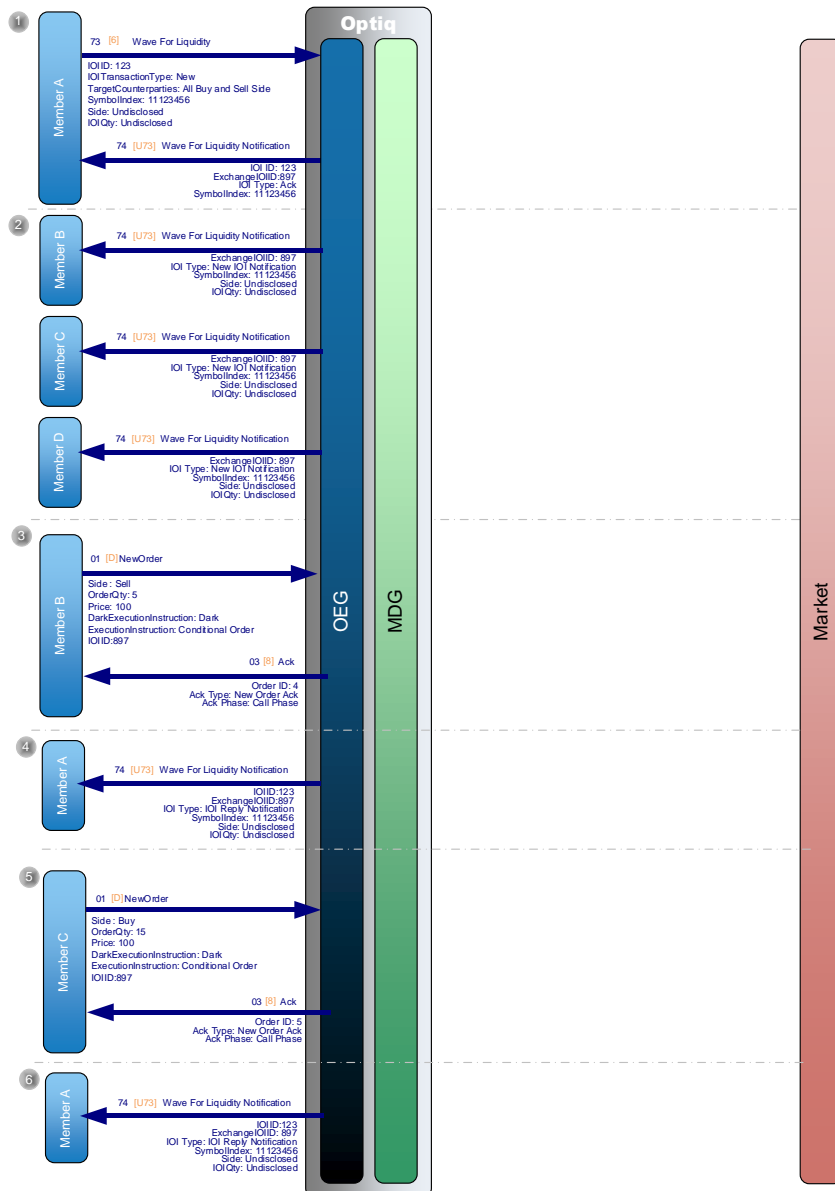 Optiq
OEG
MDG
Market
1
Member A
73 [6] Wave For Liquidity
IOIID: 123
IOITransactionType: New
TargetCounterparties: All Buy and Sell Side
SymbolIndex: 11123456
Side: Undisclosed
IOIQty: Undisclosed
74 [U73] Wave For Liquidity Notification
IOI ID: 123
ExchangeIOIID:897
IOI Type: Ack
SymbolIndex: 11123456
2
Member B
74 [U73] Wave For Liquidity Notification
ExchangeIOIID: 897
IOI Type: New IOI Notification
SymbolIndex: 11123456
Side: Undisclosed
IOIQty: Undisclosed
Member C
74 [U73] Wave For Liquidity Notification
ExchangeIOIID: 897
IOI Type: New IOI Notification
SymbolIndex: 11123456
Side: Undisclosed
IOIQty: Undisclosed
Member D
74 [U73] Wave For Liquidity Notification
ExchangeIOIID: 897
IOI Type: New IOI Notification
SymbolIndex: 11123456
Side: Undisclosed
IOIQty: Undisclosed
3
Member B
01 [D] NewOrder
Side : Sell
OrderQty: 5
Price: 100
DarkExecutionInstruction: Dark
ExecutionInstruction: Conditional Order
IOIID:897
03 [8] Ack
Order ID: 4
Ack Type: New Order Ack
Ack Phase: Call Phase
4
Member A
74 [U73] Wave For Liquidity Notification
IOIID:123
ExchangeIOIID:897
IOI Type: IOI Reply Notification
SymbolIndex: 11123456
Side: Undisclosed
IOIQty: Undisclosed
5
Member C
01 [D] NewOrder
Side : Buy
OrderQty: 15
Price: 100
DarkExecutionInstruction: Dark
ExecutionInstruction: Conditional Order
IOIID:897
03 [8] Ack
Order ID: 5
Ack Type: New Order Ack
Ack Phase: Call Phase
6
Member A
74 [U73] Wave For Liquidity Notification
IOIID:123
ExchangeIOIID: 897
IOI Type: IOI Reply Notification
SymbolIndex: 11123456
Side: Undisclosed
IOIQty: Undisclosed